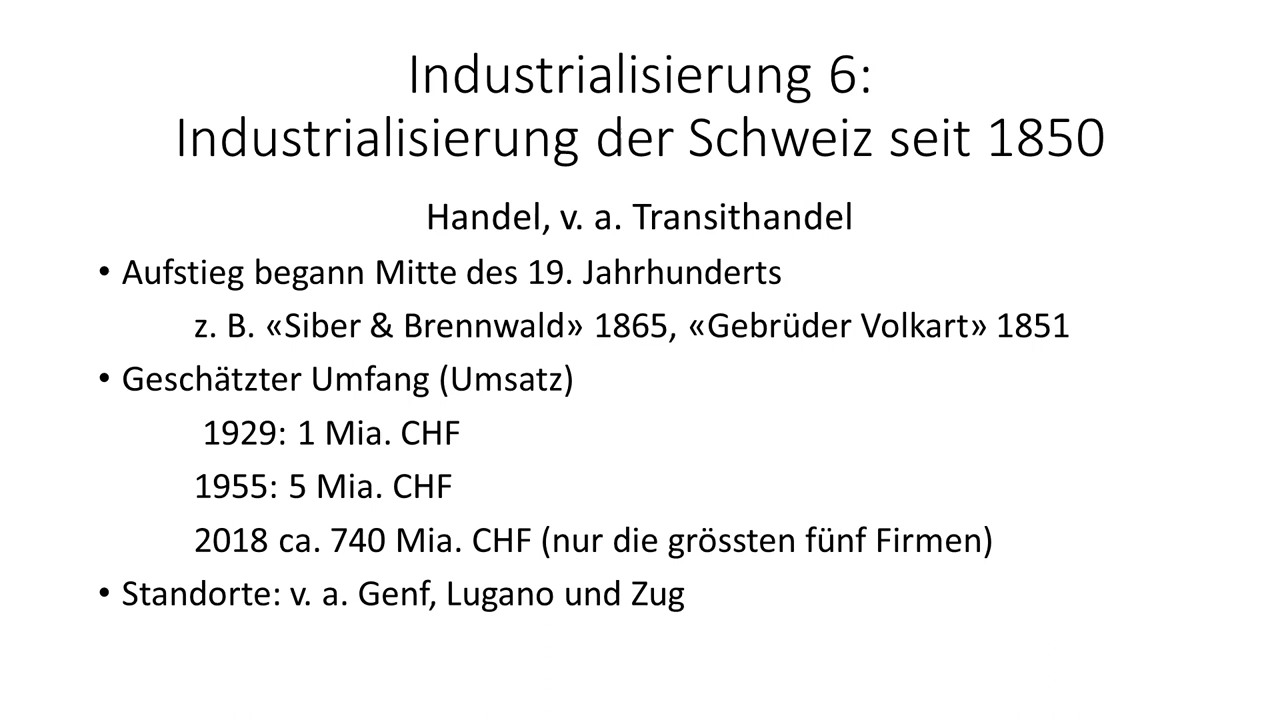 Industrialisierung 6:
Industrialisierung der Schweiz seit 1850
Handel, v. a. Transithandel
• Aufstieg begann Mitte des 19. Jahrhunderts
z. B. «Siber & Brennwald» 1865, «Gebrüder Volkart» 1851
• Geschätzter Umfang (Umsatz)
1929: 1 Mia. CHF
1955: 5 Mia. CHF
2018 ca. 740 Mia. CHF (nur die grössten fünf Firmen)
• Standorte: v. a. Genf, Lugano und Zug